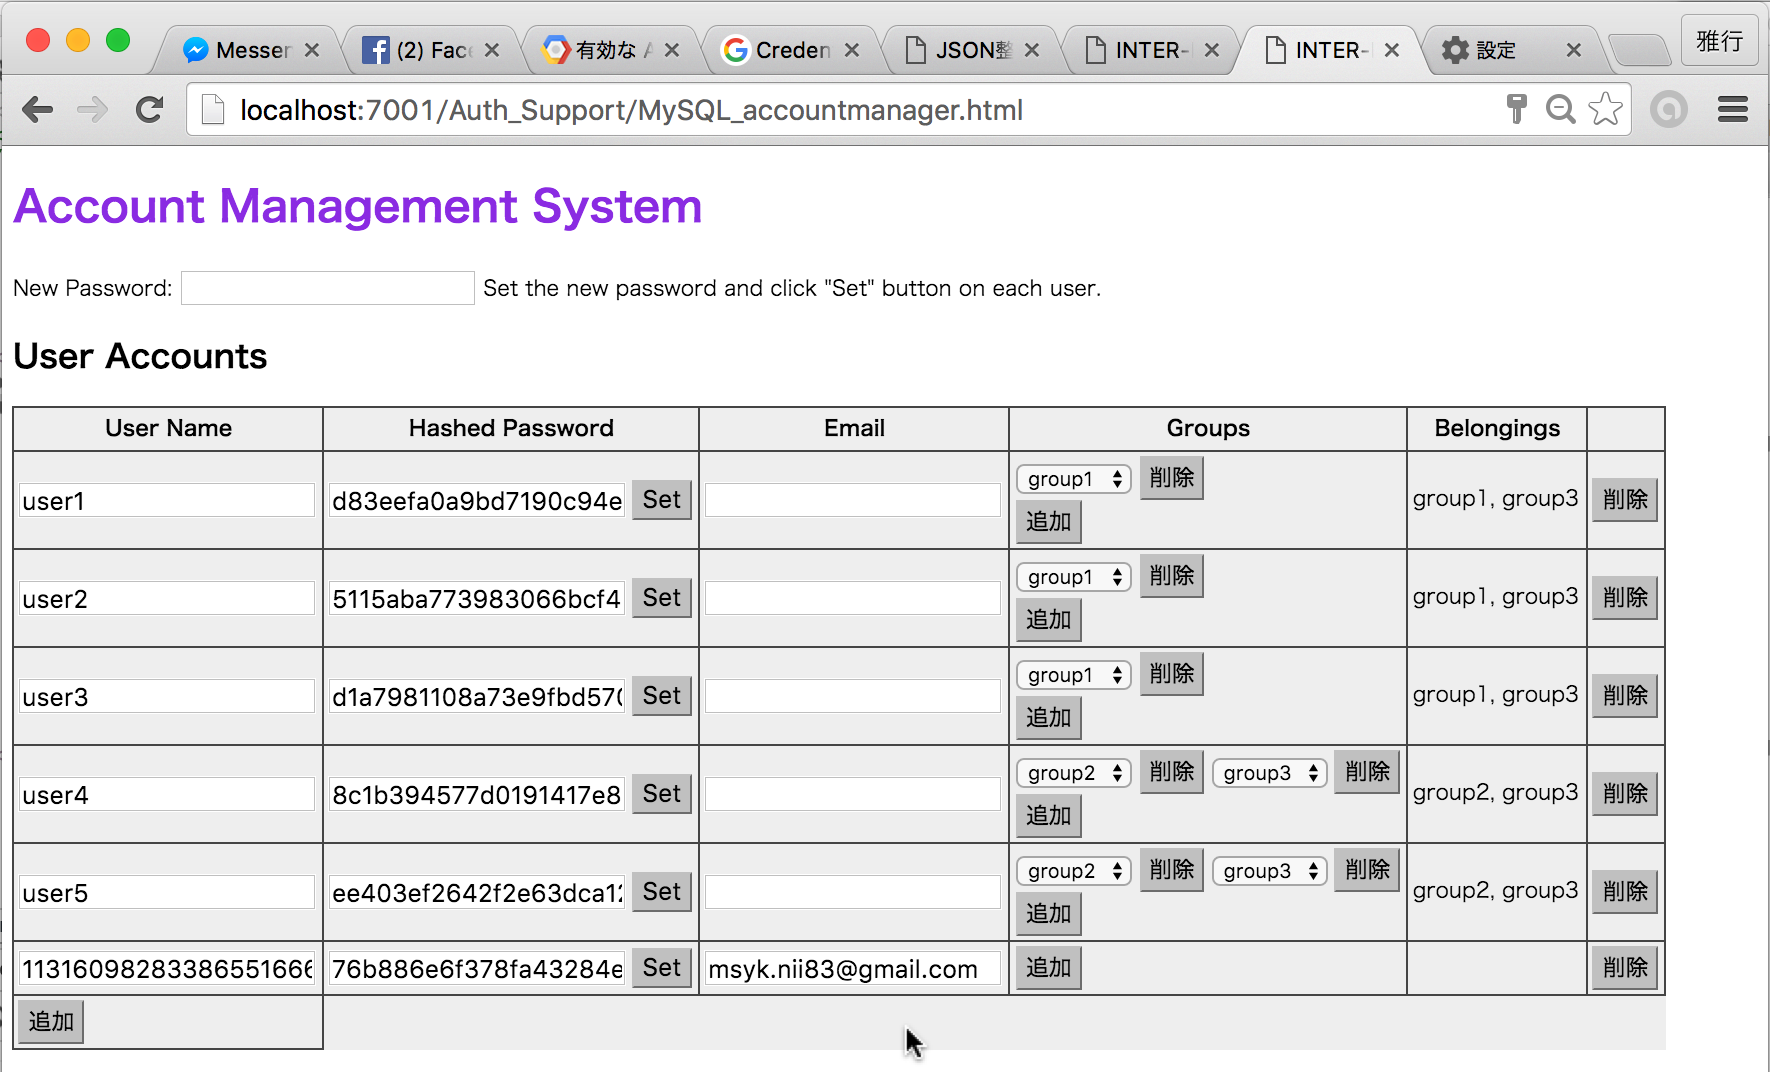 Messer (2) Fac 有効な A Creden JSON整 INTER- INTER- 設定 雅行
localhost:7001/Auth_Support/MySQL_accountmanager.html
Account Management System
New Password: Set the new password and click "Set" button on each user.
User Accounts
User Name Hashed Password Email Groups Belongings
user1 d83eefa0a9bd7190c94e Set group1 削除 追加 group1, group3 削除
user2 5115aba773983066bcf4 Set group1 削除 追加 group1, group3 削除
user3 d1a7981108a73e9fbd570 Set group1 削除 追加 group1, group3 削除
user4 8c1b394577d0191417e8 Set group2 削除 group3 削除 追加 group2, group3 削除
user5 ee403ef2642f2e63dca12 Set group2 削除 group3 削除 追加 group2, group3 削除
113160982833865516666 76b886e6f378fa43284e Set msyk.nii83@gmail.com 追加 削除
追加